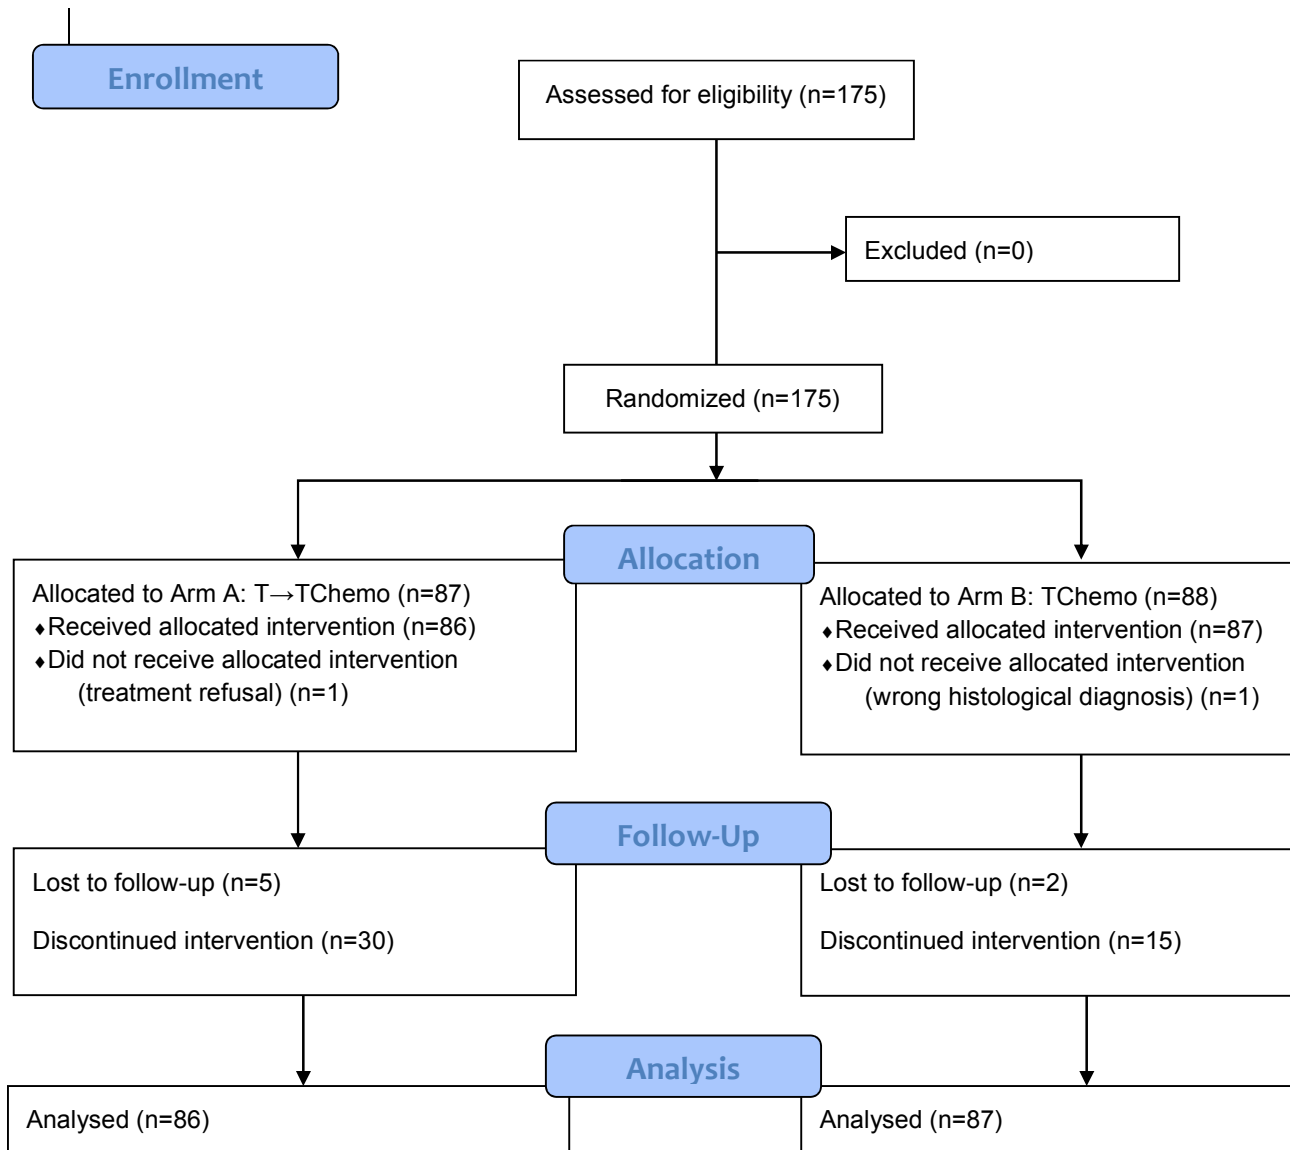 Enrollment
Assessed for eligibility (n=175)
Excluded (n=0)
Randomized (n=175)
Allocation
Allocated to Arm A: T→TChemo (n=87)
♦Received allocated intervention (n=86)
♦Did not receive allocated intervention
(treatment refusal) (n=1)
Allocated to Arm B: TChemo (n=88)
♦Received allocated intervention (n=87)
♦Did not receive allocated intervention
(wrong histological diagnosis) (n=1)
Follow-Up
Lost to follow-up (n=5)
Discontinued intervention (n=30)
Lost to follow-up (n=2)
Discontinued intervention (n=15)
Analysis
Analysed (n=86)
Analysed (n=87)